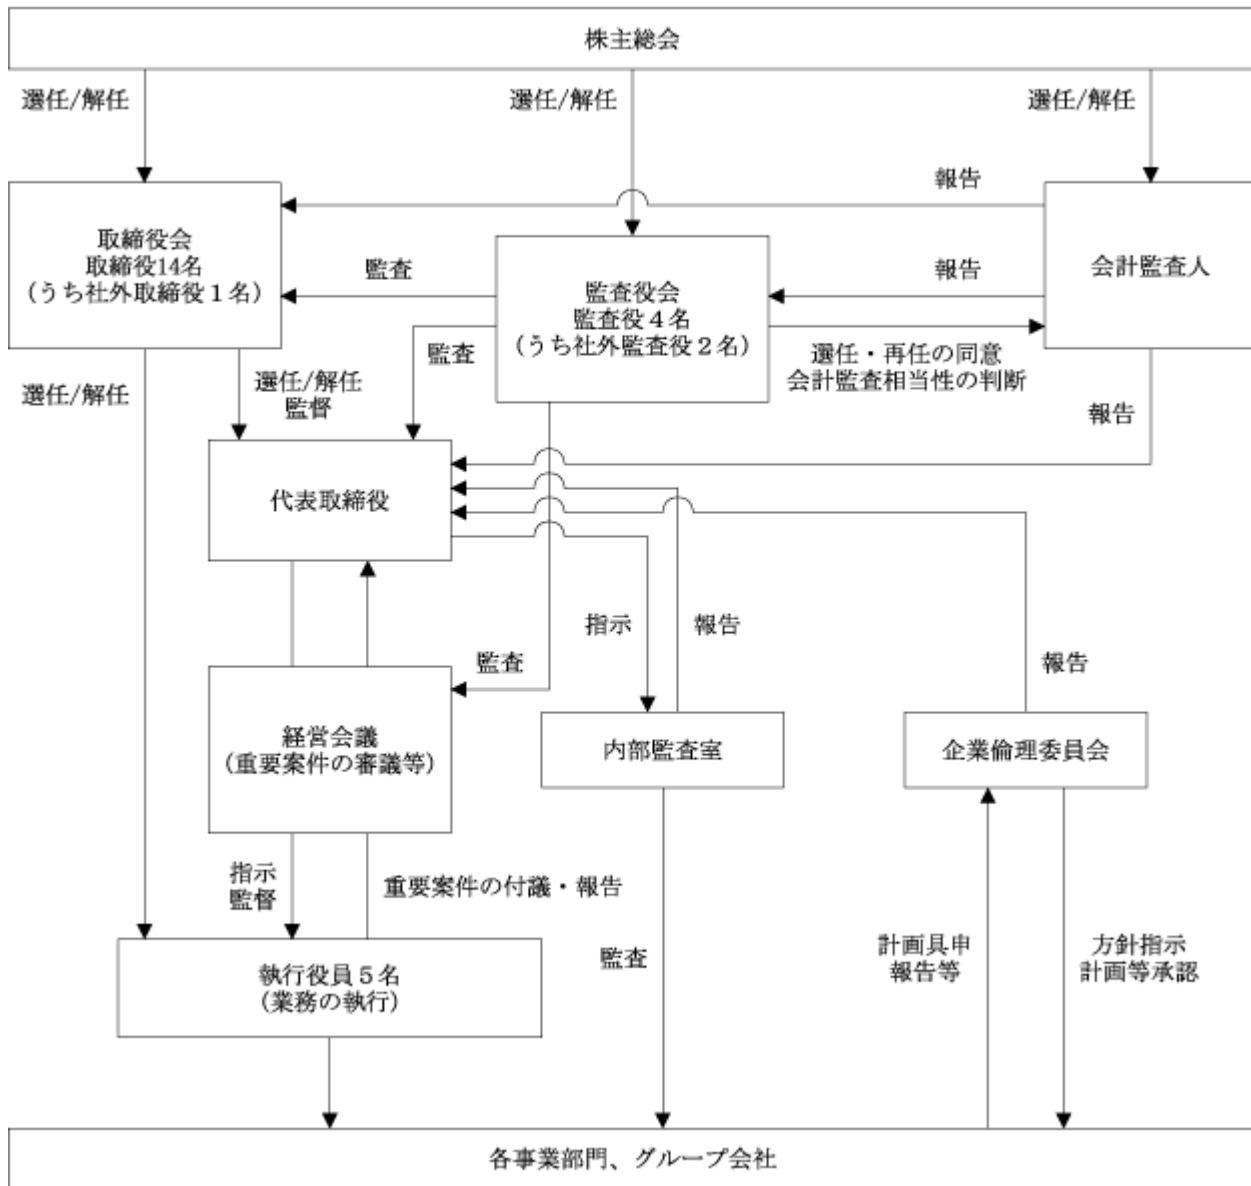 株主総会
選任/解任
選任/解任
選任/解任
報告
取締役会
取締役14名
(うち社外取締役1名)
監査
監査役会
監査役4名
(うち社外監査役2名)
報告
会計監査人
監査
選任・再任の同意
会計監査相当性の判断
選任/解任
選任/解任
監督
報告
代表取締役
指示
報告
報告
監査
経営会議
(重要案件の審議等)
内部監査室
企業倫理委員会
指示
監督
重要案件の付議・報告
監査
計画具申
報告等
方針指示
計画等承認
執行役員5名
(業務の執行)
各事業部門、グループ会社